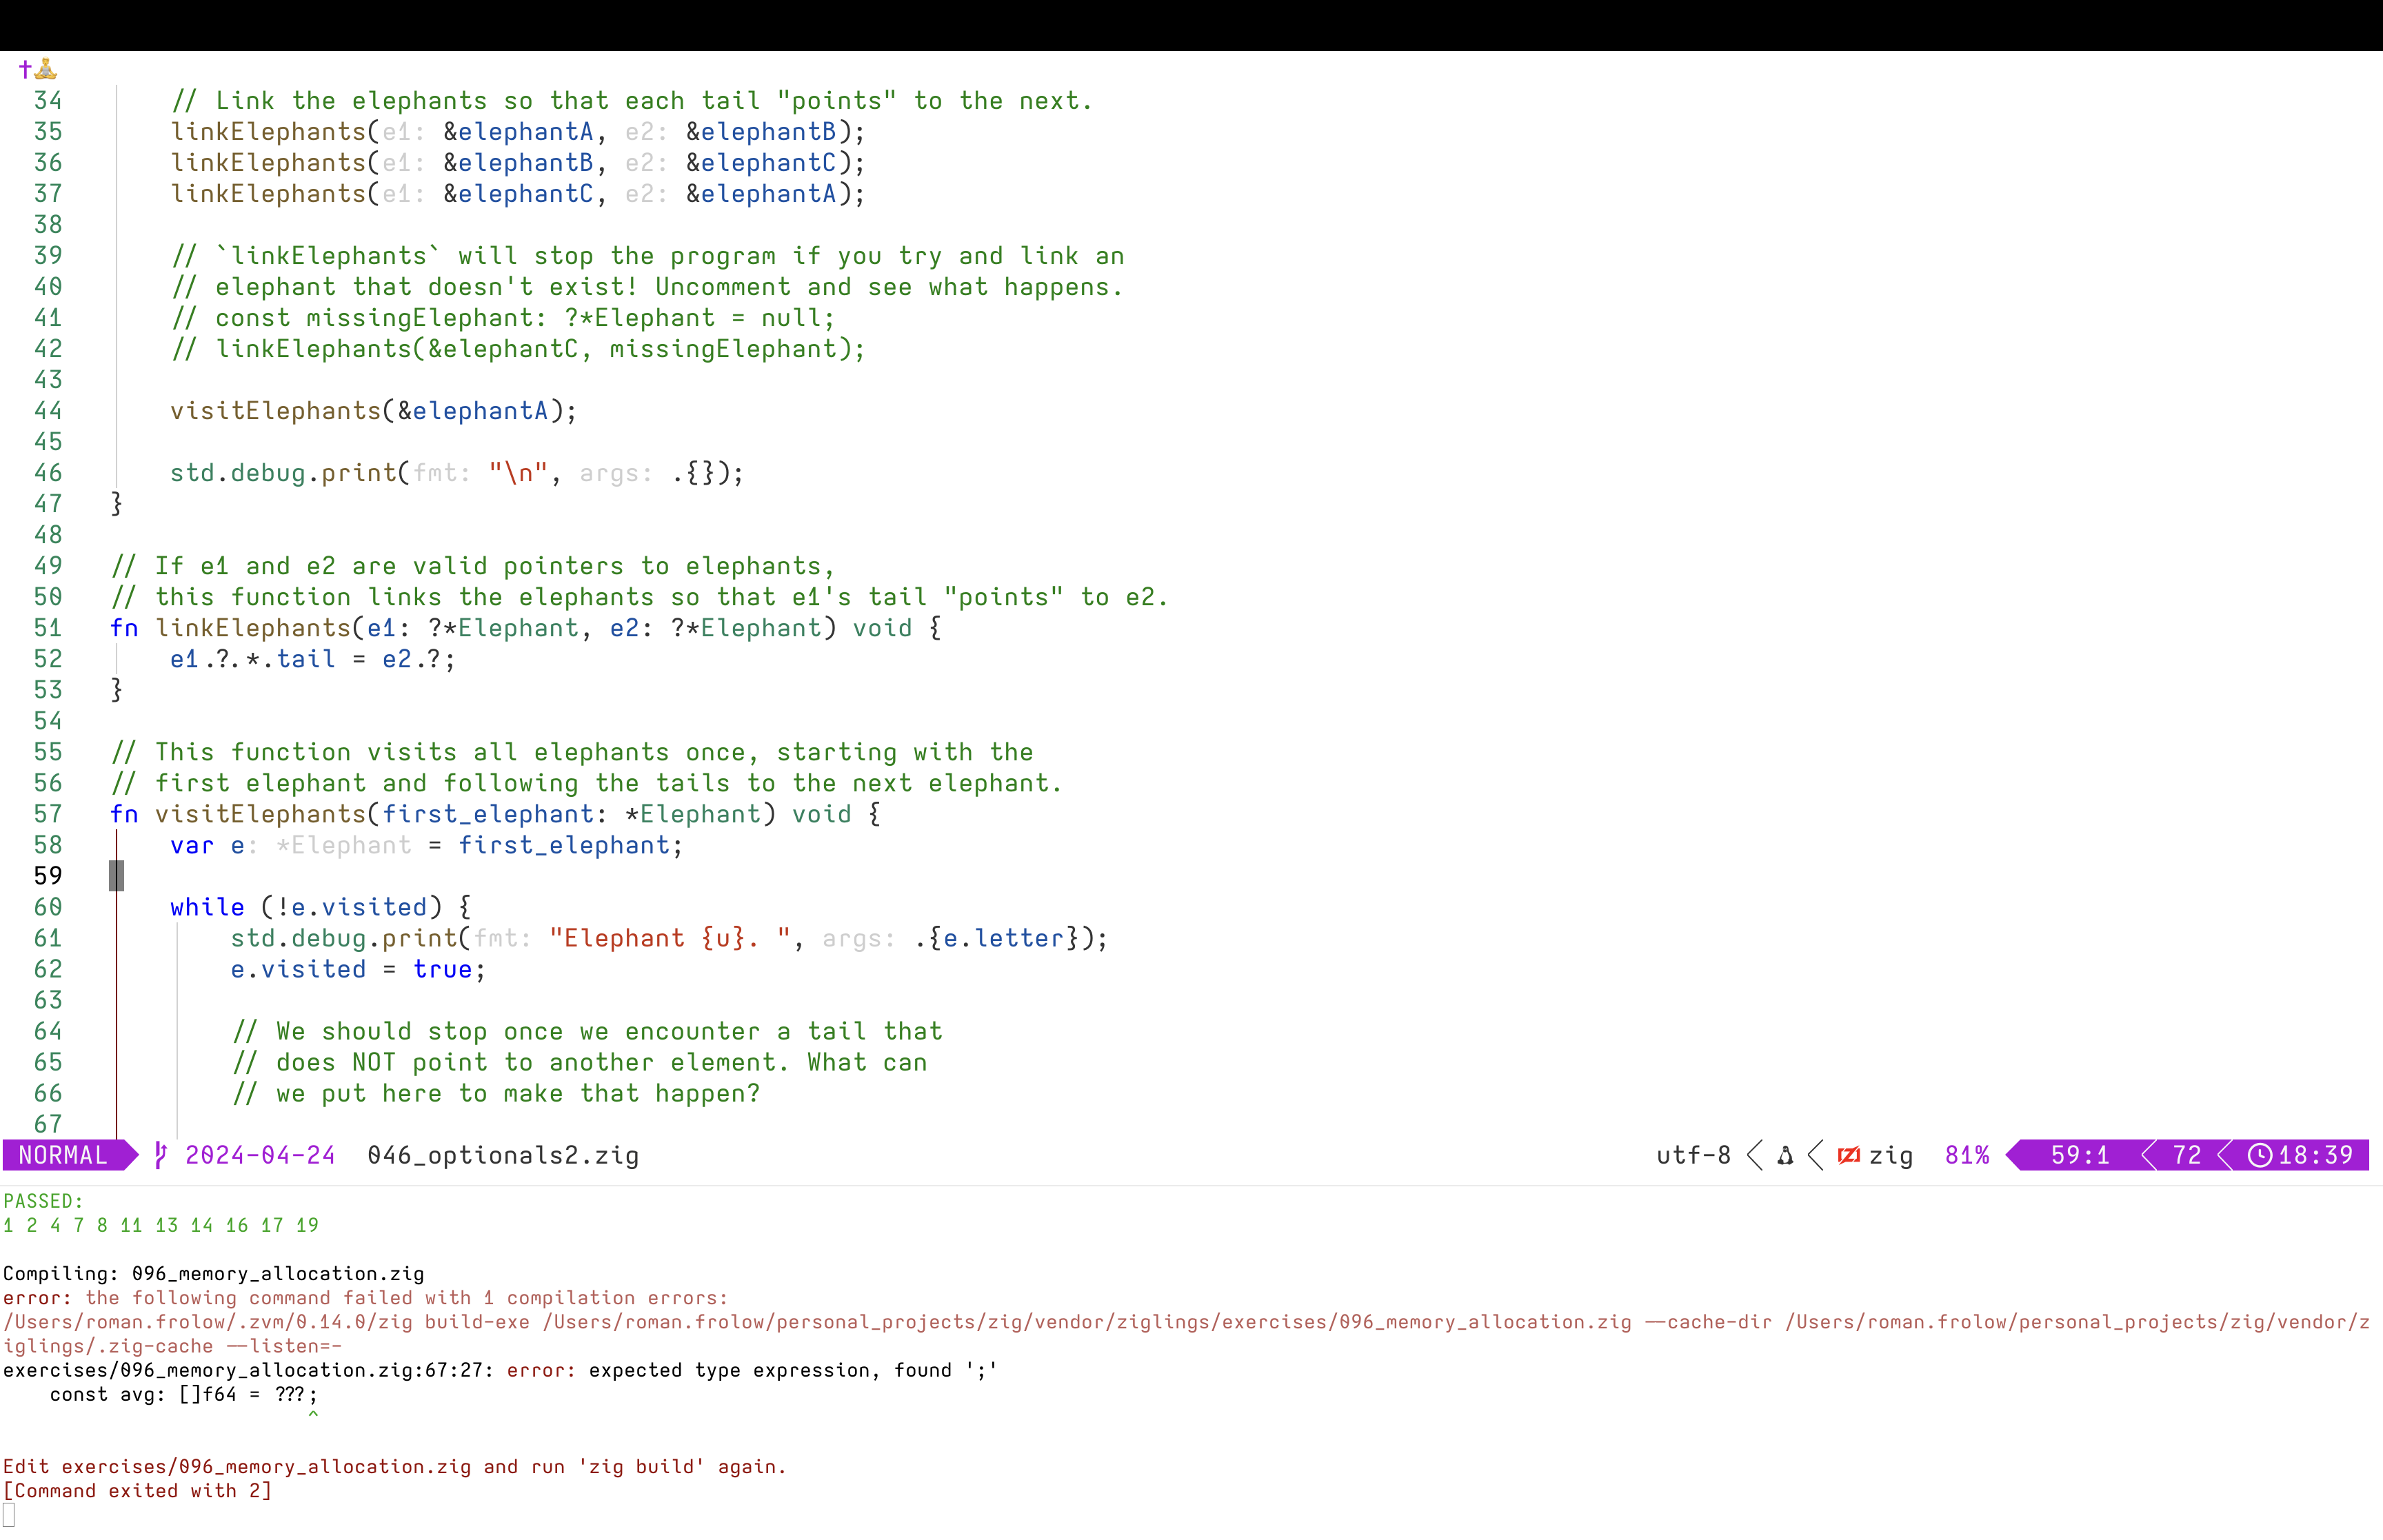 34 // Link the elephants so that each tail "points" to the next.
35 linkElephants(e1: &elephantA, e2: &elephantB);
36 linkElephants(e1: &elephantB, e2: &elephantC);
37 linkElephants(e1: &elephantC, e2: &elephantA);
38
39 // `linkElephants` will stop the program if you try and link an
40 // elephant that doesn't exist! Uncomment and see what happens.
41 // const missingElephant: ?*Elephant = null;
42 // linkElephants(&elephantC, missingElephant);
43
44 visitElephants(&elephantA);
45
46 std.debug.print(fmt: "\n", args: .{});
47 }
48
49 // If e1 and e2 are valid pointers to elephants,
50 // this function links the elephants so that e1's tail "points" to e2.
51 fn linkElephants(e1: ?*Elephant, e2: ?*Elephant) void {
52 e1.?.*.tail = e2.?;
53 }
54
55 // This function visits all elephants once, starting with the
56 // first elephant and following the tails to the next elephant.
57 fn visitElephants(first_elephant: *Elephant) void {
58 var e: *Elephant = first_elephant;
59
60 while (!e.visited) {
61 std.debug.print(fmt: "Elephant {u}. ", args: .{e.letter});
62 e.visited = true;
63
64 // We should stop once we encounter a tail that
65 // does NOT point to another element. What can
66 // we put here to make that happen?
67
NORMAL 2024-04-24 046_optionals2.zig utf-8 zig 81% 59:1 72 18:39
PASSED:
1 2 4 7 8 11 13 14 16 17 19
Compiling: 096_memory_allocation.zig
error: the following command failed with 1 compilation errors:
/Users/roman.frolow/.zvm/0.14.0/zig build-exe /Users/roman.frolow/personal_projects/zig/vendor/ziglings/exercises/096_memory_allocation.zig --cache-dir /Users/roman.frolow/personal_projects/zig/vendor/z
iglings/.zig-cache --listen=-
exercises/096_memory_allocation.zig:67:27: error: expected type expression, found ';'
const avg: []f64 = ???;
^
Edit exercises/096_memory_allocation.zig and run 'zig build' again.
[Command exited with 2]